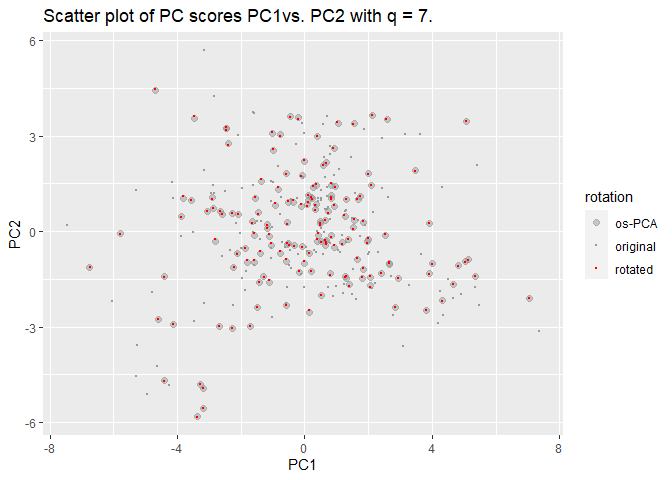 Scatter plot of PC scores PC1vs. PC2 with q = 7.
6
3
0
-3
-6
PC2
-8
-4
0
4
8
PC1
rotation
os-PCA
original
rotated